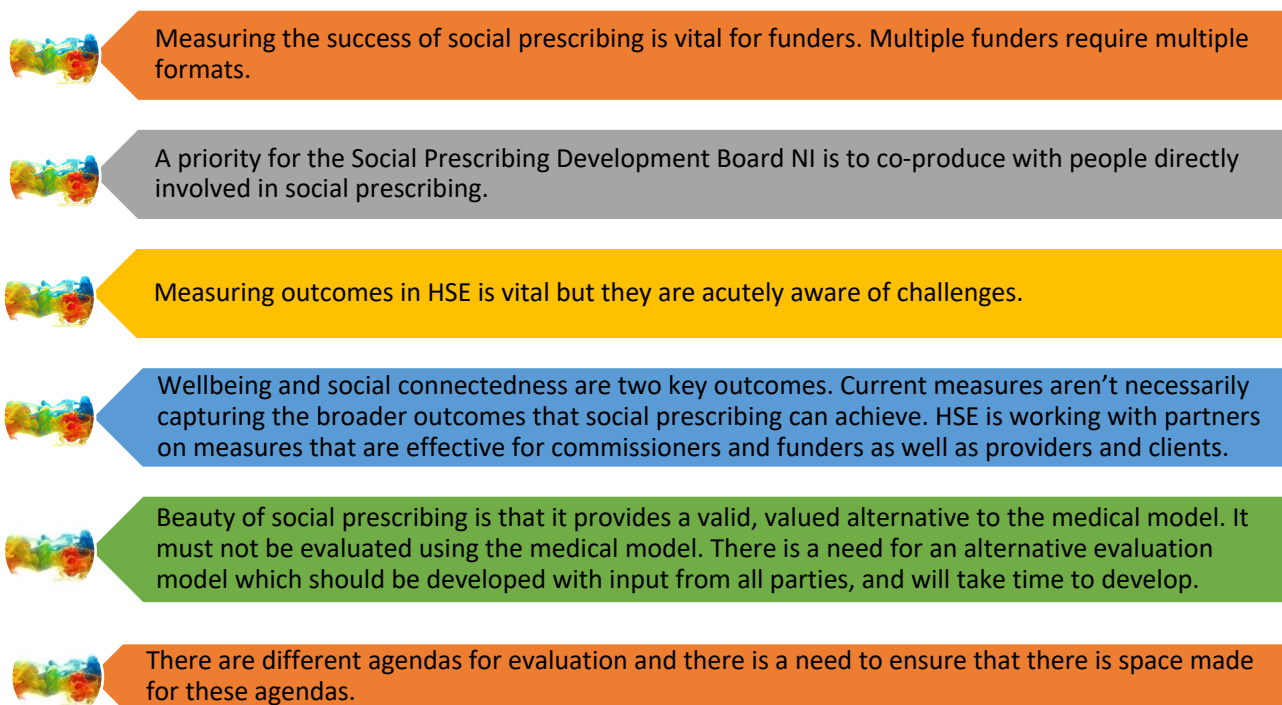 Measuring the success of social prescribing is vital for funders. Multiple funders require multiple
formats.
A priority for the Social Prescribing Development Board NI is to co-produce with people directly
involved in social prescribing.
Measuring outcomes in HSE is vital but they are acutely aware of challenges.
Wellbeing and social connectedness are two key outcomes. Current measures aren’t necessarily
capturing the broader outcomes that social prescribing can achieve. HSE is working with partners
on measures that are effective for commissioners and funders as well as providers and clients.
Beauty of social prescribing is that it provides a valid, valued alternative to the medical model. It
must not be evaluated using the medical model. There is a need for an alternative evaluation
model which should be developed with input from all parties, and will take time to develop.
There are different agendas for evaluation and there is a need to ensure that there is space made
for these agendas.